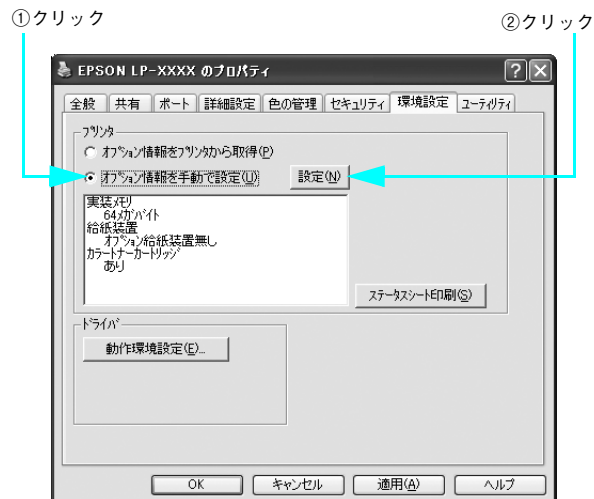 ①クリック
②クリック
EPSON LP-XXXX のプロパティ
全般 共有 ポート 詳細設定 色の管理 セキュリティ 環境設定 ユーティリティ
プリンタ
オプション情報をプリンタから取得(P)
オプション情報を手動で設定(U) 設定(N)
実装メモリ
64メガバイト
給紙装置
オプション給紙装置無し
カラートナーカートリッジ
あり
ステータスシート印刷(S)
ドライバ
動作環境設定(E)...
OK キャンセル 適用(A) ヘルプ